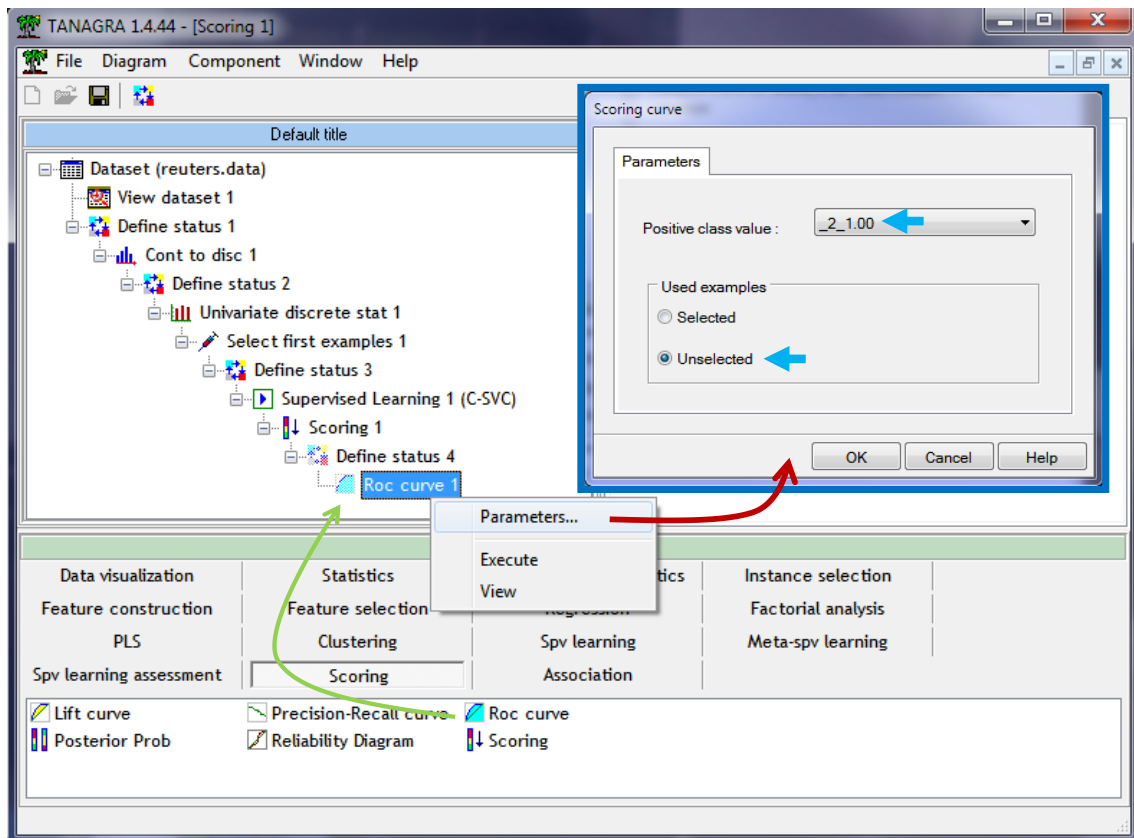 TANAGRA 1.4.44 - [Scoring 1]
File Diagram Component Window Help
Default title
Dataset (reuters.data)
View dataset 1
Define status 1
Cont to disc 1
Define status 2
Univariate discrete stat 1
Select first examples 1
Define status 3
Supervised Learning 1 (C-SVC)
Scoring 1
Define status 4
Roc curve 1
Scoring curve
Parameters
Positive class value : _2_1.00
Used examples
Selected
Unselected
OK Cancel Help
Parameters...
Execute
View
Data visualization Statistics tics Instance selection
Feature construction Feature selection Regression Factorial analysis
PLS Clustering Spv learning Meta-spv learning
Spv learning assessment Scoring Association
Lift curve Precision-Recall curve Roc curve
Posterior Prob Reliability Diagram Scoring